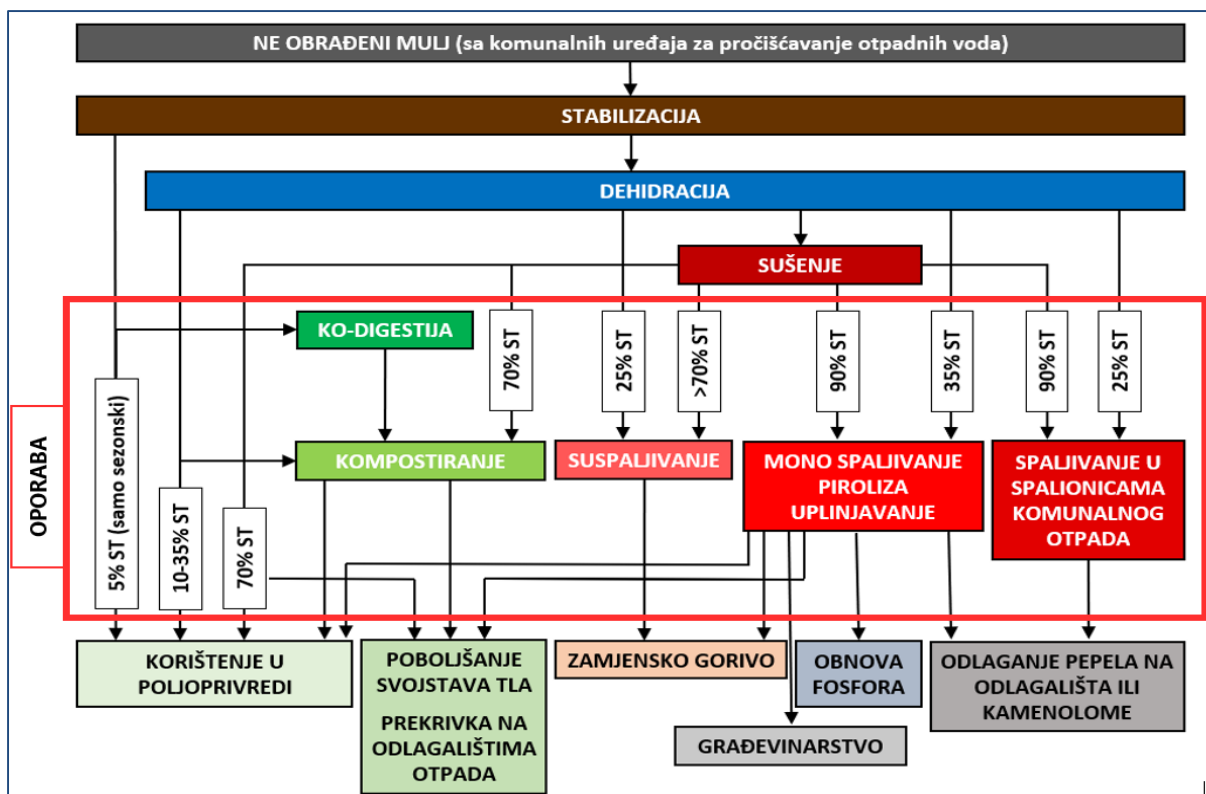 NE OBRAĐENI MULJ (sa komunalnih uređaja za pročišćavanje otpadnih voda)
STABILIZACIJA
DEHIDRACIJA
SUŠENJE
OPORABA
KO-DIGESTIJA
5% ST (samo sezonski)
10-35% ST
70% ST
70% ST
25% ST
>70% ST
90% ST
35% ST
90% ST
25% ST
KOMPOSTIRANJE
SUSPALJIVANJE
MONO SPALJIVANJE
PIROLIZA
UPLINJAVANJE
SPALJIVANJE U
SPALIONICAMA
KOMUNALNOG
OTPADA
KORIŠTENJE U
POLJOPRIVREDI
POBOLJŠANJE
SVOJSTAVA TLA
PREKRIVKA NA
ODLAGALIŠTIMA
OTPADA
ZAMJENSKO GORIVO
GRAĐEVINARSTVO
OBNOVA
FOSFORA
ODLAGANJE PEPELA NA
ODLAGALIŠTA ILI
KAMENOLOME